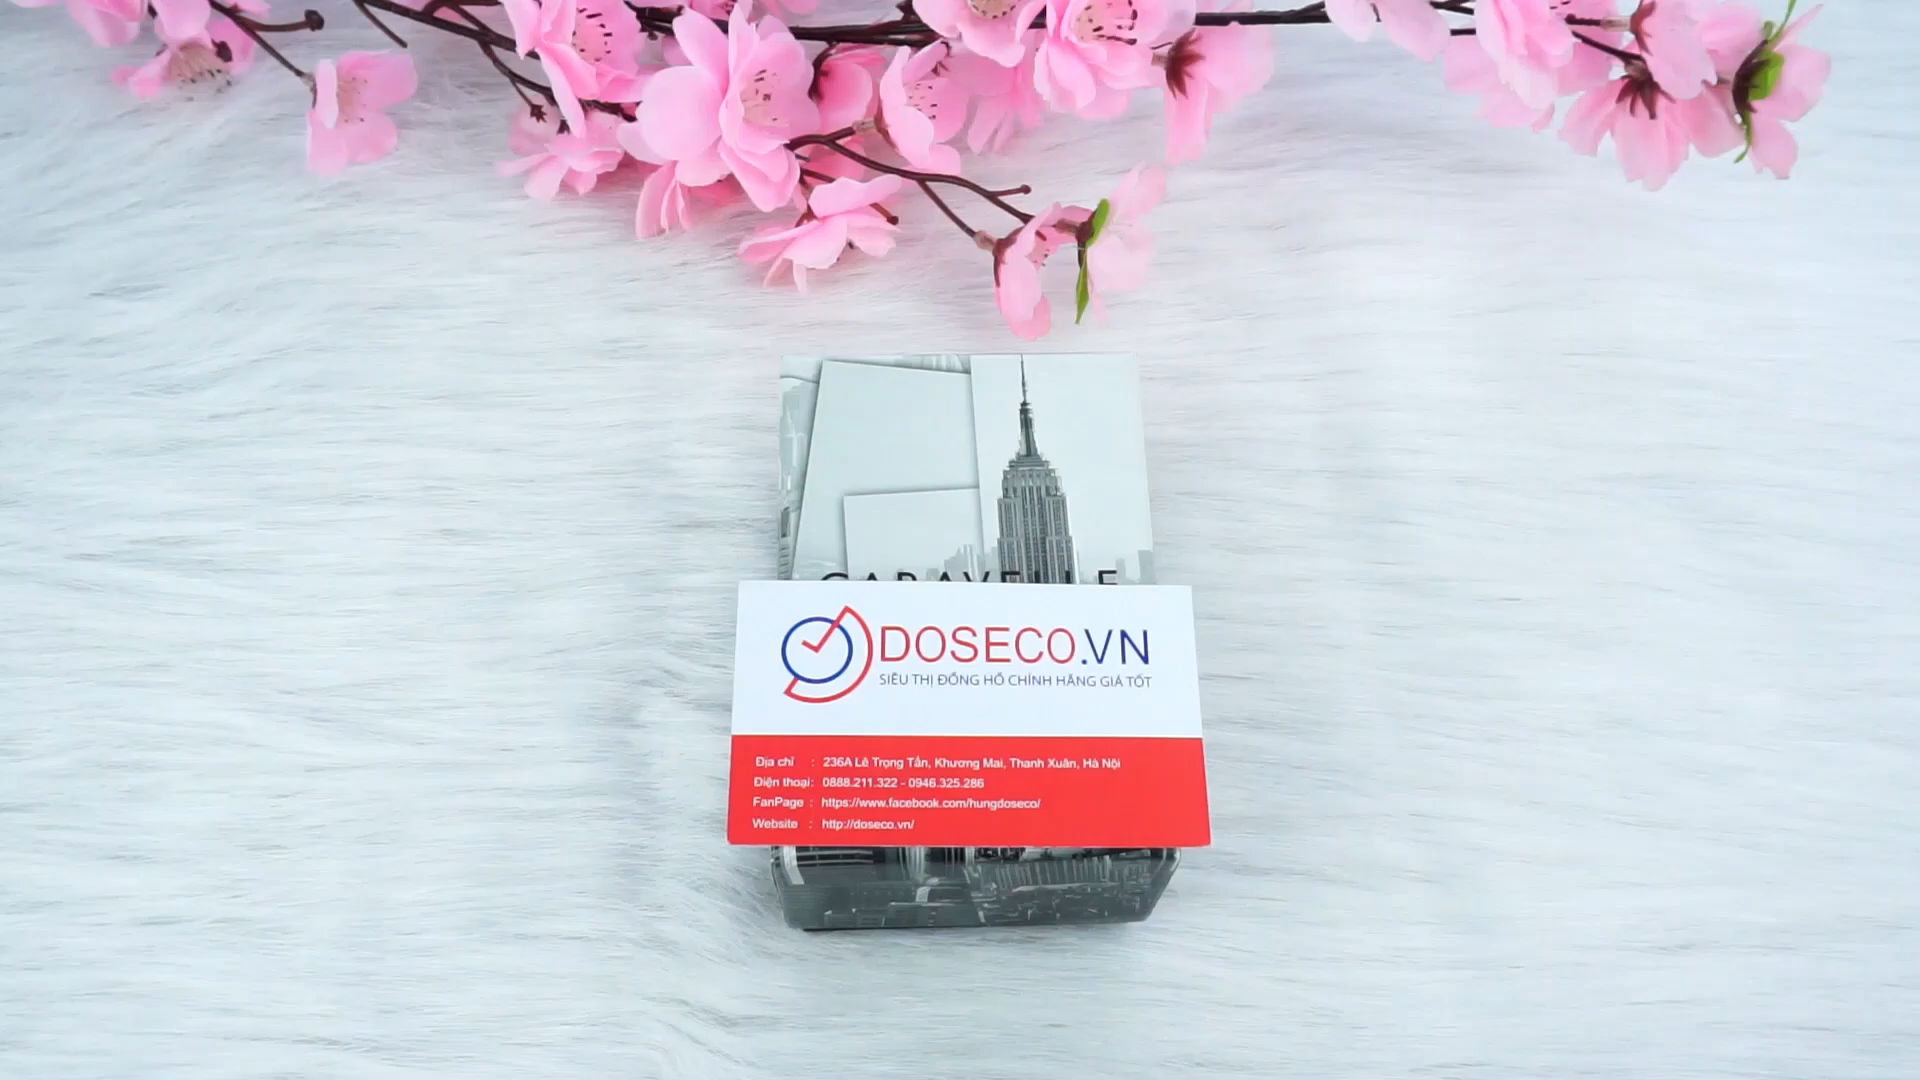 CARAVELLE
DOSECO.VN
SIÊU THỊ ĐỒNG HỒ CHÍNH HÃNG GIÁ TỐT
Địa chỉ : 236A Lê Trọng Tấn, Khương Mai, Thanh Xuân, Hà Nội
Điện thoại: 0888.211.322 - 0946.325.286
FanPage : https://www.facebook.com/hungdoseco/
Website : http://doseco.vn/